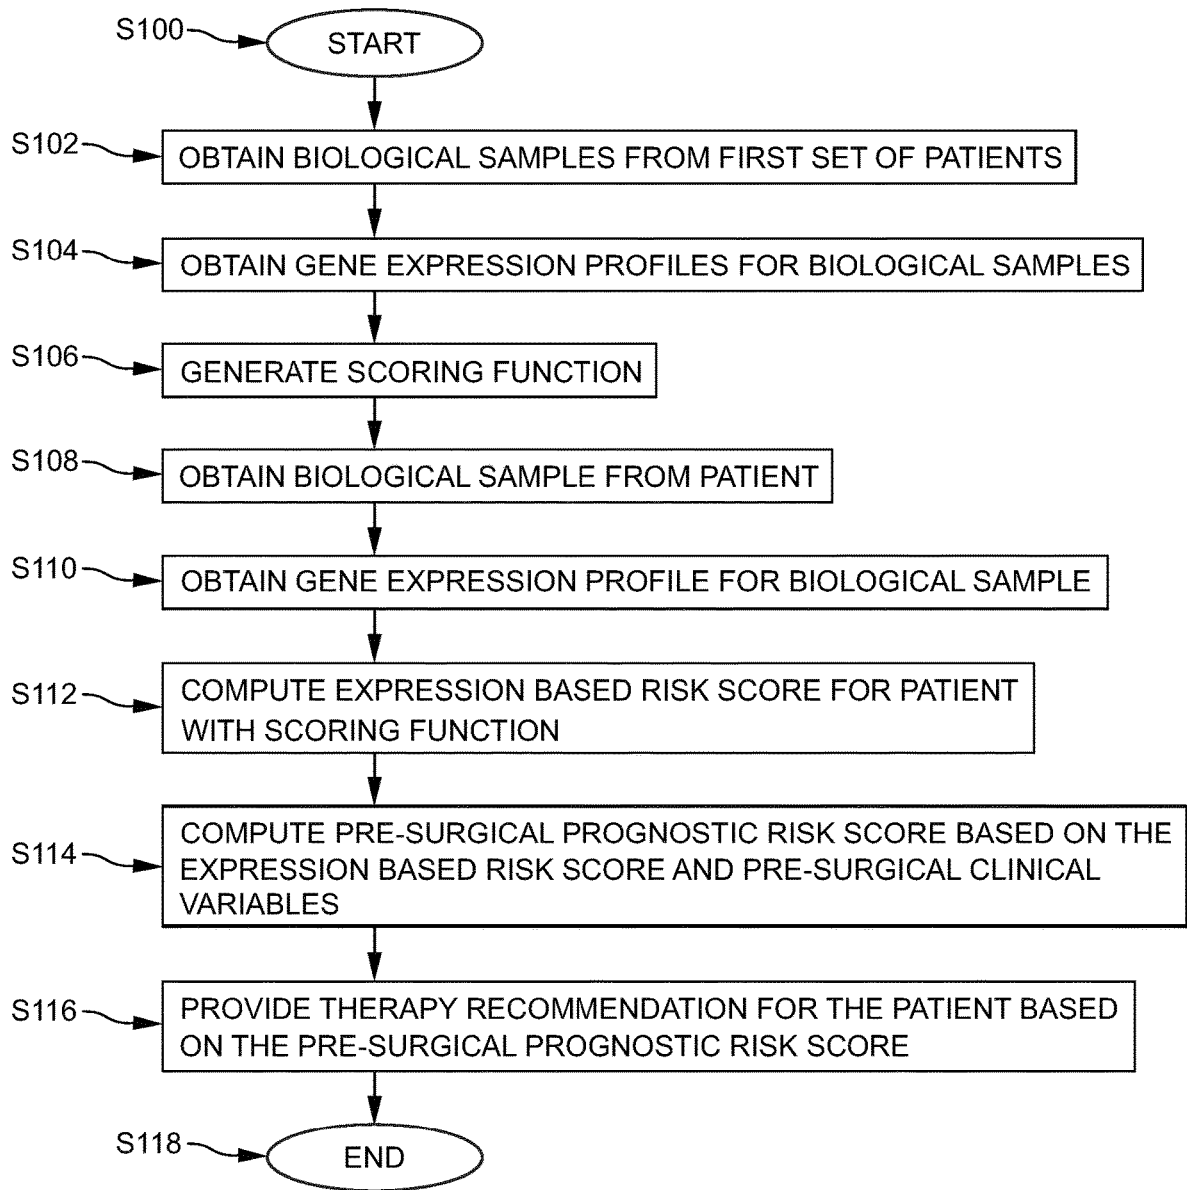 S100
START
S102
OBTAIN BIOLOGICAL SAMPLES FROM FIRST SET OF PATIENTS
S104
OBTAIN GENE EXPRESSION PROFILES FOR BIOLOGICAL SAMPLES
S106
GENERATE SCORING FUNCTION
S108
OBTAIN BIOLOGICAL SAMPLE FROM PATIENT
S110
OBTAIN GENE EXPRESSION PROFILE FOR BIOLOGICAL SAMPLE
S112
COMPUTE EXPRESSION BASED RISK SCORE FOR PATIENT
WITH SCORING FUNCTION
S114
COMPUTE PRE-SURGICAL PROGNOSTIC RISK SCORE BASED ON THE
EXPRESSION BASED RISK SCORE AND PRE-SURGICAL CLINICAL
VARIABLES
S116
PROVIDE THERAPY RECOMMENDATION FOR THE PATIENT BASED
ON THE PRE-SURGICAL PROGNOSTIC RISK SCORE
S118
END